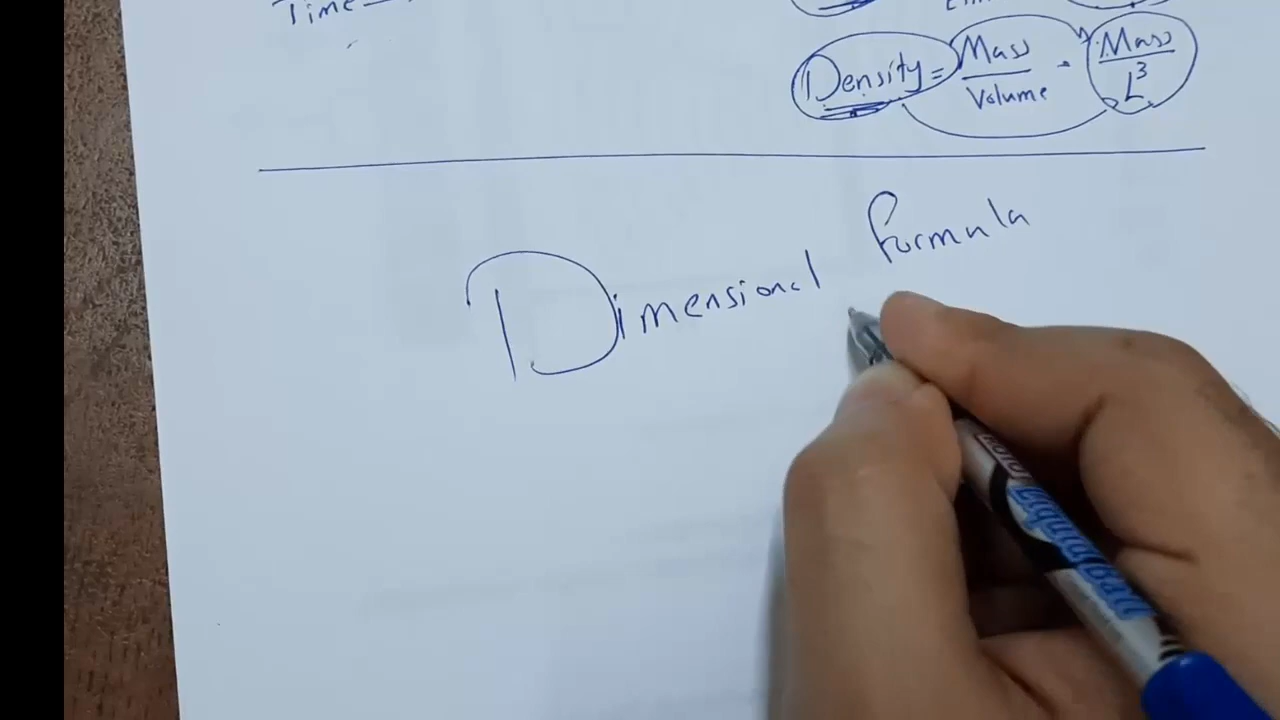 Time
Density = Mass / Volume = Mass / L³
Dimensional formula